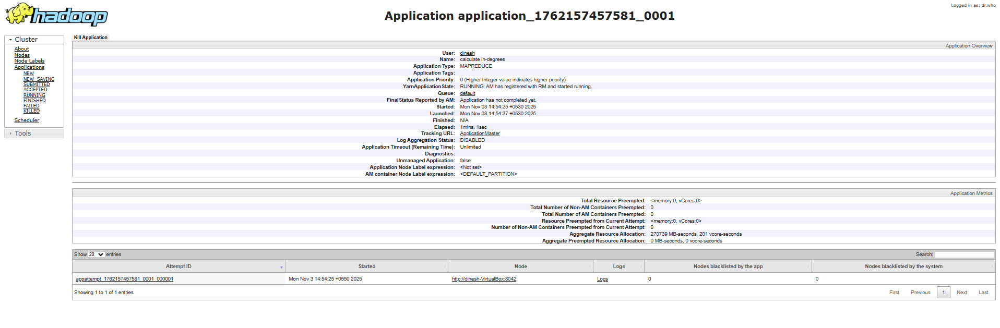 hadoop
Logged in as: dr.who
Application application_1762157457581_0001
Cluster
About
Nodes
Node Labels
Applications
NEW
NEW_SAVING
SUBMITTED
ACCEPTED
RUNNING
FINISHED
FAILED
KILLED
Scheduler
Tools
Kill Application
Application Overview
User: dinesh
Name: calculate in-degrees
Application Type: MAPREDUCE
Application Tags:
Application Priority: 0 (Higher Integer value indicates higher priority)
YarnApplicationState: RUNNING: AM has registered with RM and started running.
Queue: default
FinalStatus Reported by AM: Application has not completed yet.
Started: Mon Nov 03 14:54:25 +0530 2025
Launched: Mon Nov 03 14:54:27 +0530 2025
Finished: N/A
Elapsed: 1mins, 1sec
Tracking URL: ApplicationMaster
Log Aggregation Status: DISABLED
Application Timeout (Remaining Time): Unlimited
Diagnostics:
Unmanaged Application: false
Application Node Label expression: <Not set>
AM container Node Label expression: <DEFAULT_PARTITION>
Application Metrics
Total Resource Preempted: <memory:0, vCores:0>
Total Number of Non-AM Containers Preempted: 0
Total Number of AM Containers Preempted: 0
Resource Preempted from Current Attempt: <memory:0, vCores:0>
Number of Non-AM Containers Preempted from Current Attempt: 0
Aggregate Resource Allocation: 270739 MB-seconds, 201 vcore-seconds
Aggregate Preempted Resource Allocation: 0 MB-seconds, 0 vcore-seconds
Show 20 entries Search:
Attempt ID Started Node Logs Nodes blacklisted by the app Nodes blacklisted by the system
appattempt_1762157457581_0001_000001 Mon Nov 3 14:54:25 +0550 2025 http://dinesh-VirtualBox:8042 Logs 0 0
Showing 1 to 1 of 1 entries First Previous 1 Next Last